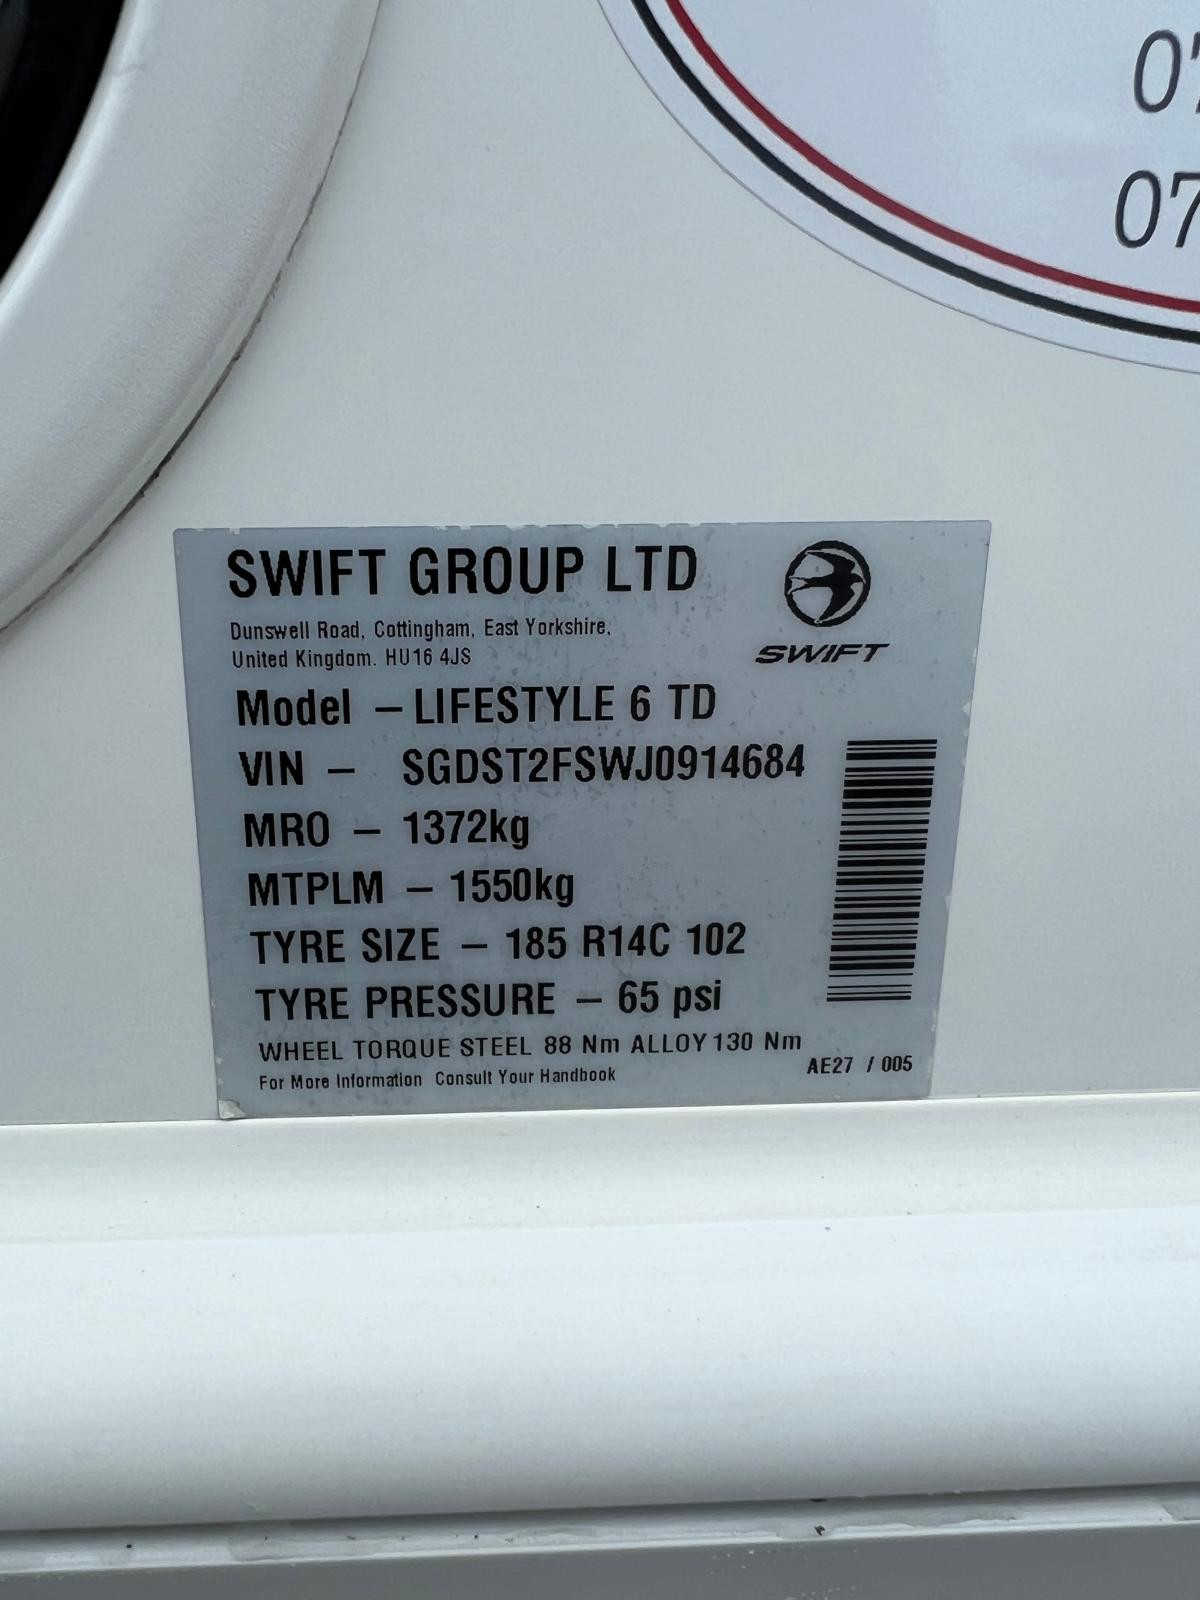 07
07
SWIFT GROUP LTD
Dunswell Road, Cottingham, East Yorkshire,
United Kingdom. HU16 4JS
SWIFT
Model – LIFESTYLE 6 TD
VIN – SGDST2FSWJ0914684
MRO – 1372kg
MTPLM – 1550kg
TYRE SIZE – 185 R14C 102
TYRE PRESSURE – 65 psi
WHEEL TORQUE STEEL 88 Nm ALLOY 130 Nm
For More Information Consult Your Handbook
AE27 / 005